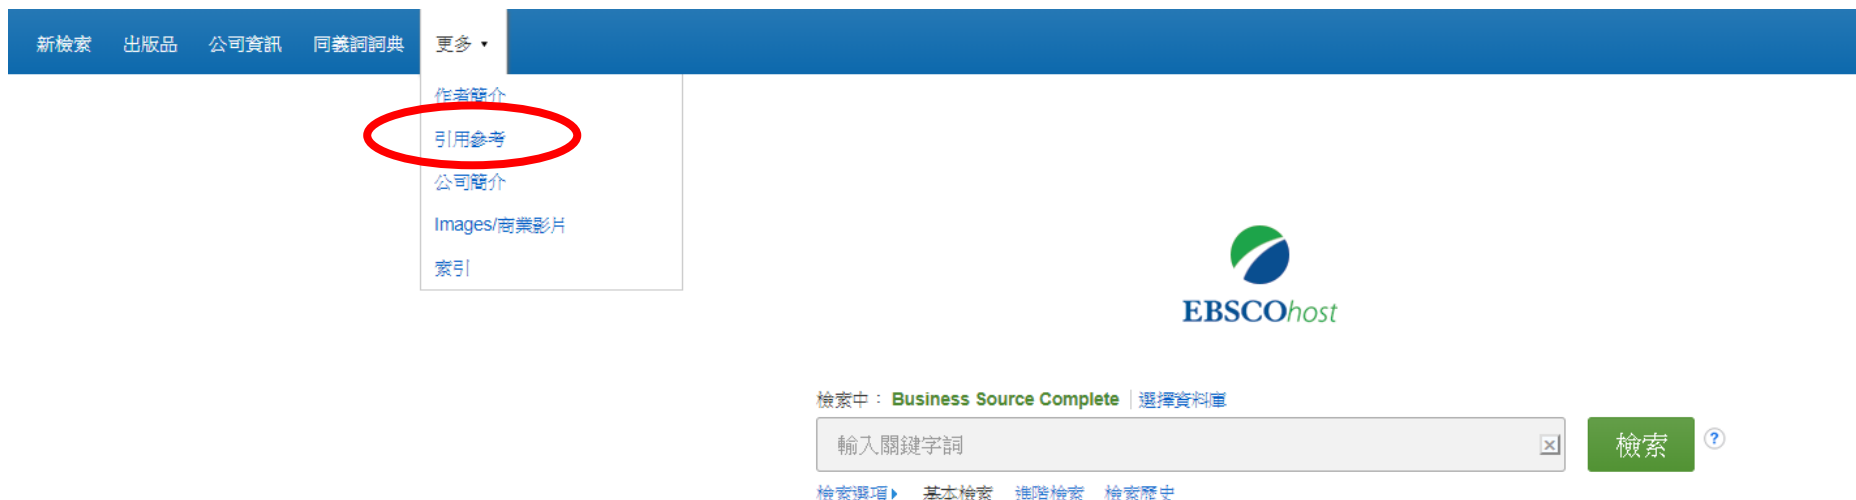 新檢索 出版品 公司資訊 同義詞詞典 更多
作者簡介
引用參考
公司簡介
Images/商業影片
索引
EBSCOhost
檢索中: Business Source Complete 選擇資料庫
輸入關鍵字詞 檢索 ?
檢索選項 基本檢索 進階檢索 檢索歷史